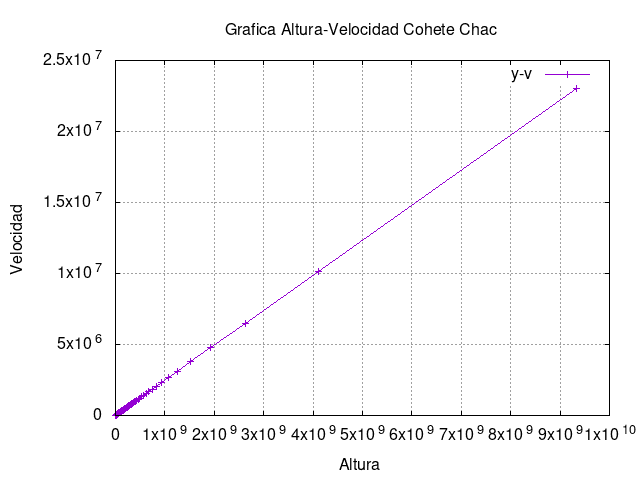 Grafica Altura-Velocidad Cohete Chac
y-v
2.5x10 7
2x10 7
1.5x10 7
1x10 7
5x10 6
0
Velocidad
0 1x10 9 2x10 9 3x10 9 4x10 9 5x10 9 6x10 9 7x10 9 8x10 9 9x10 9 1x10 10
Altura